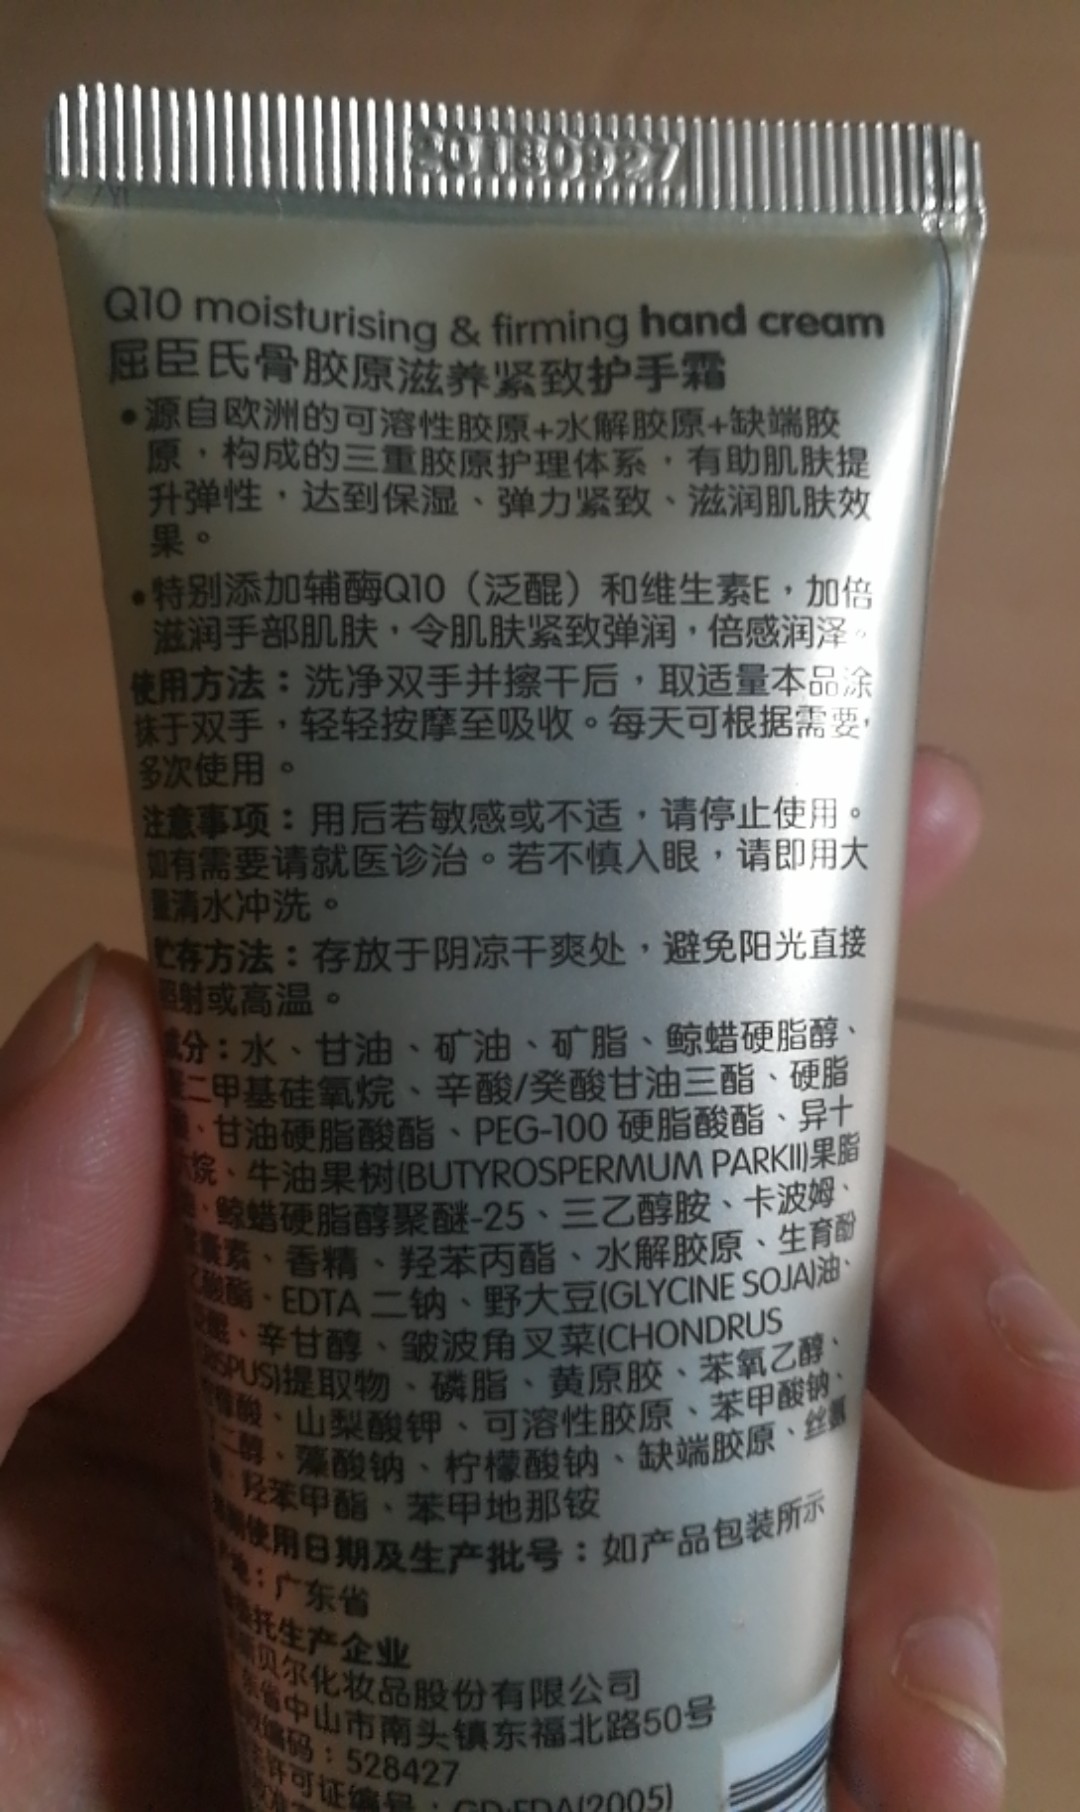 20180927
Q10 moisturising & firming hand cream
屈臣氏骨胶原滋养紧致护手霜
•源自欧洲的可溶性胶原+水解胶原+缺端胶
原，构成的三重胶原护理体系，有助肌肤提
升弹性，达到保湿、弹力紧致、滋润肌肤效
果。
•特别添加辅酶Q10（泛醌）和维生素E，加倍
滋润手部肌肤，令肌肤紧致弹润，倍感润泽。
使用方法：洗净双手并擦干后，取适量本品涂
抹于双手，轻轻按摩至吸收。每天可根据需要，
多次使用。
注意事项：用后若敏感或不适，请停止使用。
如有需要请就医诊治。若不慎入眼，请即用大
量清水冲洗。
贮存方法：存放于阴凉干爽处，避免阳光直接
照射或高温。
成分：水、甘油、矿油、矿脂、鲸蜡硬脂醇、
二甲基硅氧烷、辛酸/癸酸甘油三酯、硬脂
、甘油硬脂酸酯、PEG-100 硬脂酸酯、异十
六烷、牛油果树(BUTYROSPERMUM PARKII)果脂
、鲸蜡硬脂醇聚醚-25、三乙醇胺、卡波姆、
囊素、香精、羟苯丙酯、水解胶原、生育酚
乙酸酯、EDTA 二钠、野大豆(GLYCINE SOJA)油、
醌、辛甘醇、皱波角叉菜(CHONDRUS
CRISPUS)提取物、磷脂、黄原胶、苯氧乙醇、
柠檬酸、山梨酸钾、可溶性胶原、苯甲酸钠、
二醇、藻酸钠、柠檬酸钠、缺端胶原、丝氨
、羟苯甲酯、苯甲地那铵
使用日期及生产批号：如产品包装所示
产地：广东省
托生产企业
贝尔化妆品股份有限公司
省中山市南头镇东福北路50号
编码：528427
许可证编号：GD·FDA(2005)